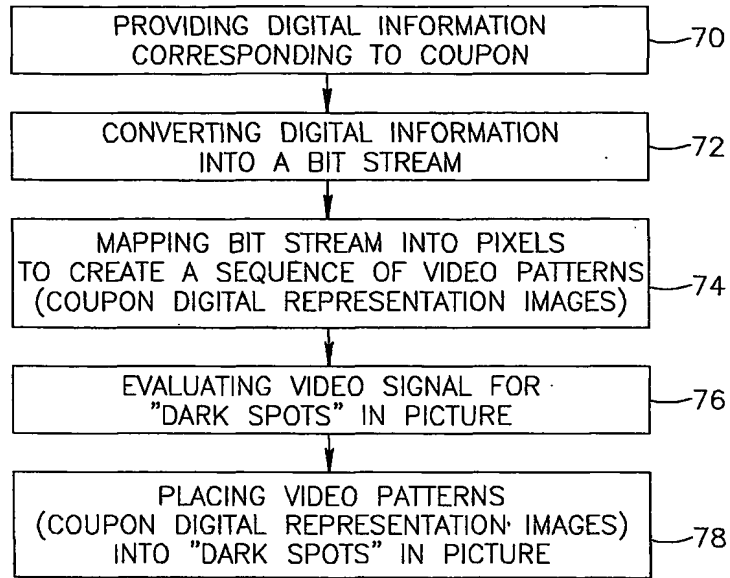 PROVIDING DIGITAL INFORMATION
CORRESPONDING TO COUPON
70
CONVERTING DIGITAL INFORMATION
INTO A BIT STREAM
72
MAPPING BIT STREAM INTO PIXELS
TO CREATE A SEQUENCE OF VIDEO PATTERNS
(COUPON DIGITAL REPRESENTATION IMAGES)
74
EVALUATING VIDEO SIGNAL FOR
"DARK SPOTS" IN PICTURE
76
PLACING VIDEO PATTERNS
(COUPON DIGITAL REPRESENTATION IMAGES)
INTO "DARK SPOTS" IN PICTURE
78